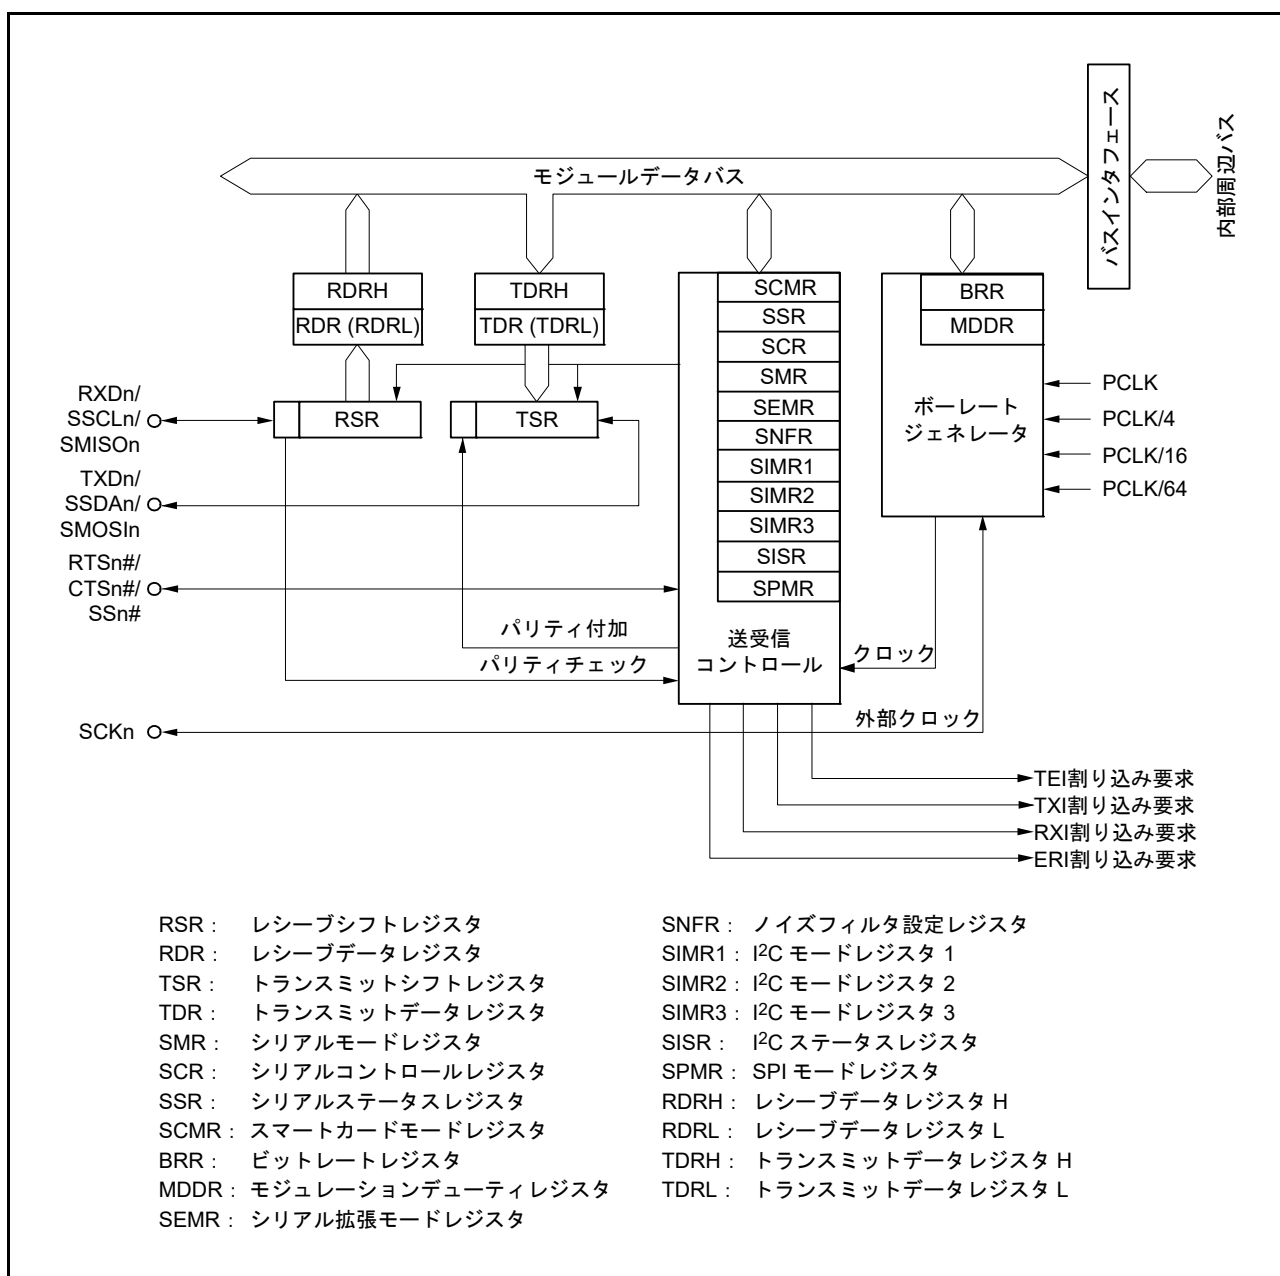 バスインタフェース
内部周辺バス
モジュールデータバス
RDRH
RDR (RDRL)
TDRH
TDR (TDRL)
SCMR
SSR
SCR
SMR
SEMR
SNFR
SIMR1
SIMR2
SIMR3
SISR
SPMR
送受信
コントロール
BRR
MDDR
ボーレート
ジェネレータ
PCLK
PCLK/4
PCLK/16
PCLK/64
RXDn/
SSCLn/
SMISOn
RSR
TSR
TXDn/
SSDAn/
SMOSIn
RTSn#/
CTSn#/
SSn#
パリティ付加
パリティチェック
クロック
外部クロック
SCKn
TEI割り込み要求
TXI割り込み要求
RXI割り込み要求
ERI割り込み要求
RSR : レシーブシフトレジスタ
RDR : レシーブデータレジスタ
TSR : トランスミットシフトレジスタ
TDR : トランスミットデータレジスタ
SMR : シリアルモードレジスタ
SCR : シリアルコントロールレジスタ
SSR : シリアルステータスレジスタ
SCMR : スマートカードモードレジスタ
BRR : ビットレートレジスタ
MDDR : モジュレーションデューティレジスタ
SEMR : シリアル拡張モードレジスタ
SNFR : ノイズフィルタ設定レジスタ
SIMR1 : I²C モードレジスタ 1
SIMR2 : I²C モードレジスタ 2
SIMR3 : I²C モードレジスタ 3
SISR : I²C ステータスレジスタ
SPMR : SPI モードレジスタ
RDRH : レシーブデータレジスタ H
RDRL : レシーブデータレジスタ L
TDRH : トランスミットデータレジスタ H
TDRL : トランスミットデータレジスタ L